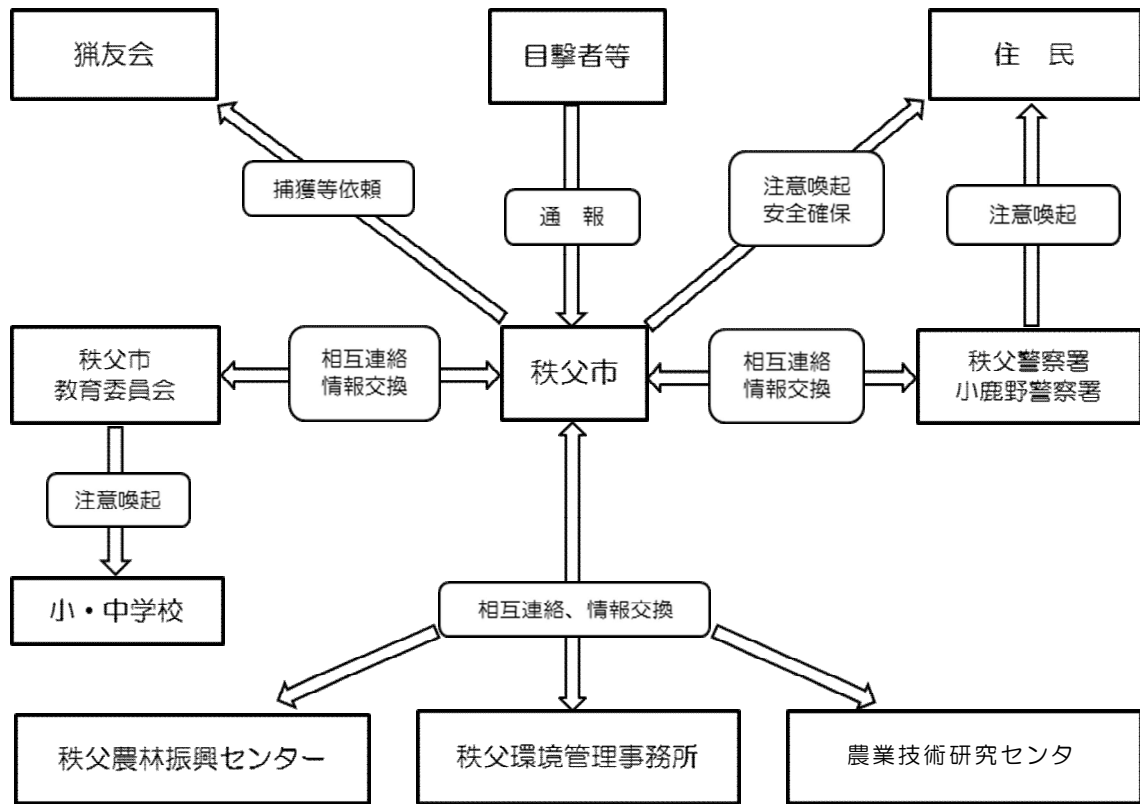 猟友会
目撃者等
住　民
捕獲等依頼
通　報
注意喚起
安全確保
注意喚起
秩父市
教育委員会
相互連絡
情報交換
秩父市
相互連絡
情報交換
秩父警察署
小鹿野警察署
注意喚起
小・中学校
相互連絡、情報交換
秩父農林振興センター
秩父環境管理事務所
農業技術研究センタ